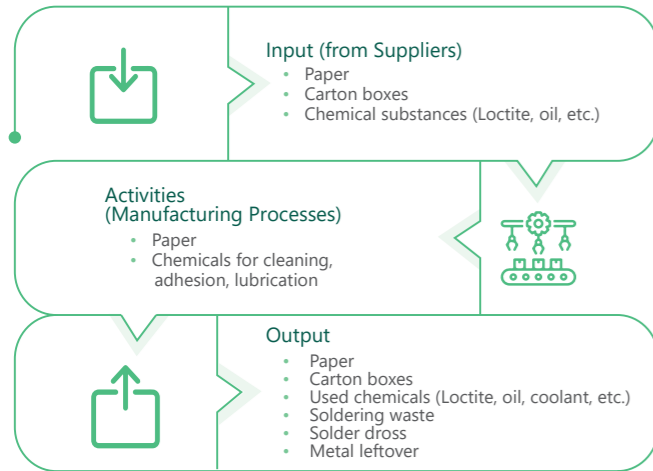 Input (from Suppliers)
• Paper
• Carton boxes
• Chemical substances (Loctite, oil, etc.)
Activities
(Manufacturing Processes)
• Paper
• Chemicals for cleaning,
adhesion, lubrication
Output
• Paper
• Carton boxes
• Used chemicals (Loctite, oil, coolant, etc.)
• Soldering waste
• Solder dross
• Metal leftover